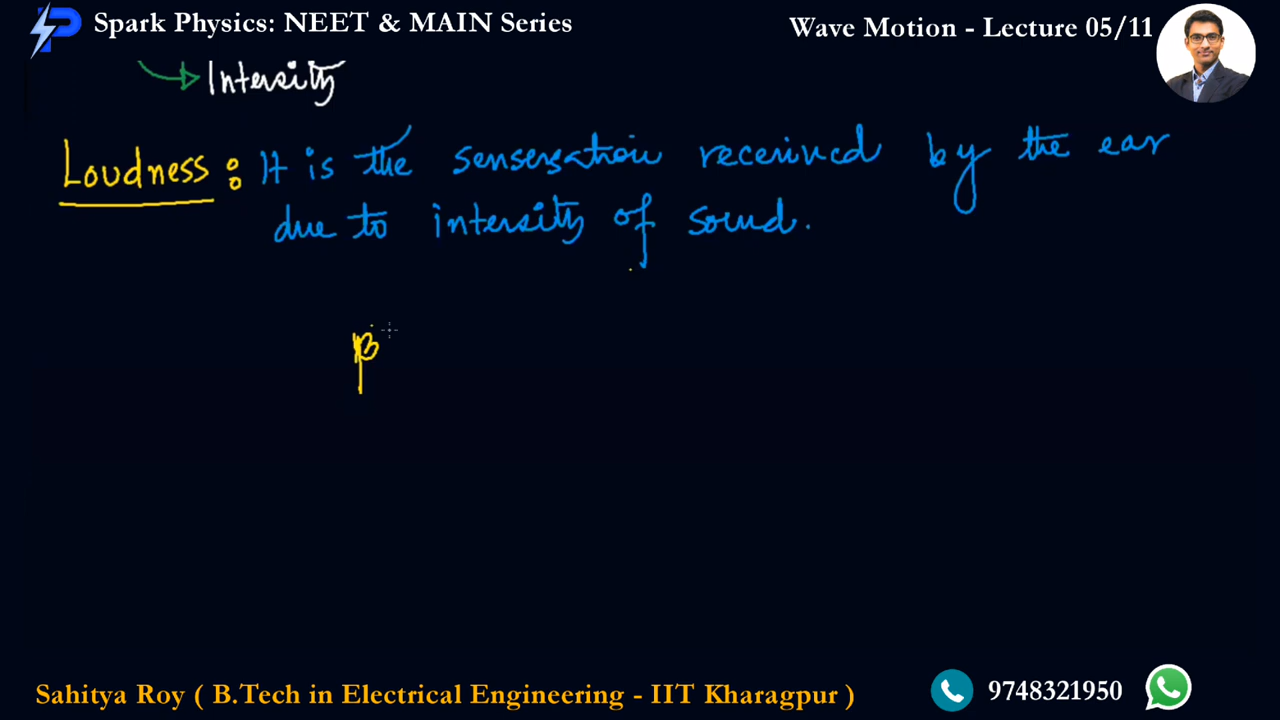 Spark Physics: NEET & MAIN Series
Wave Motion - Lecture 05/11
Intensity
Loudness : It is the sensersation received by the ear
due to intensity of sound.
β
Sahitya Roy ( B.Tech in Electrical Engineering - IIT Kharagpur )
9748321950